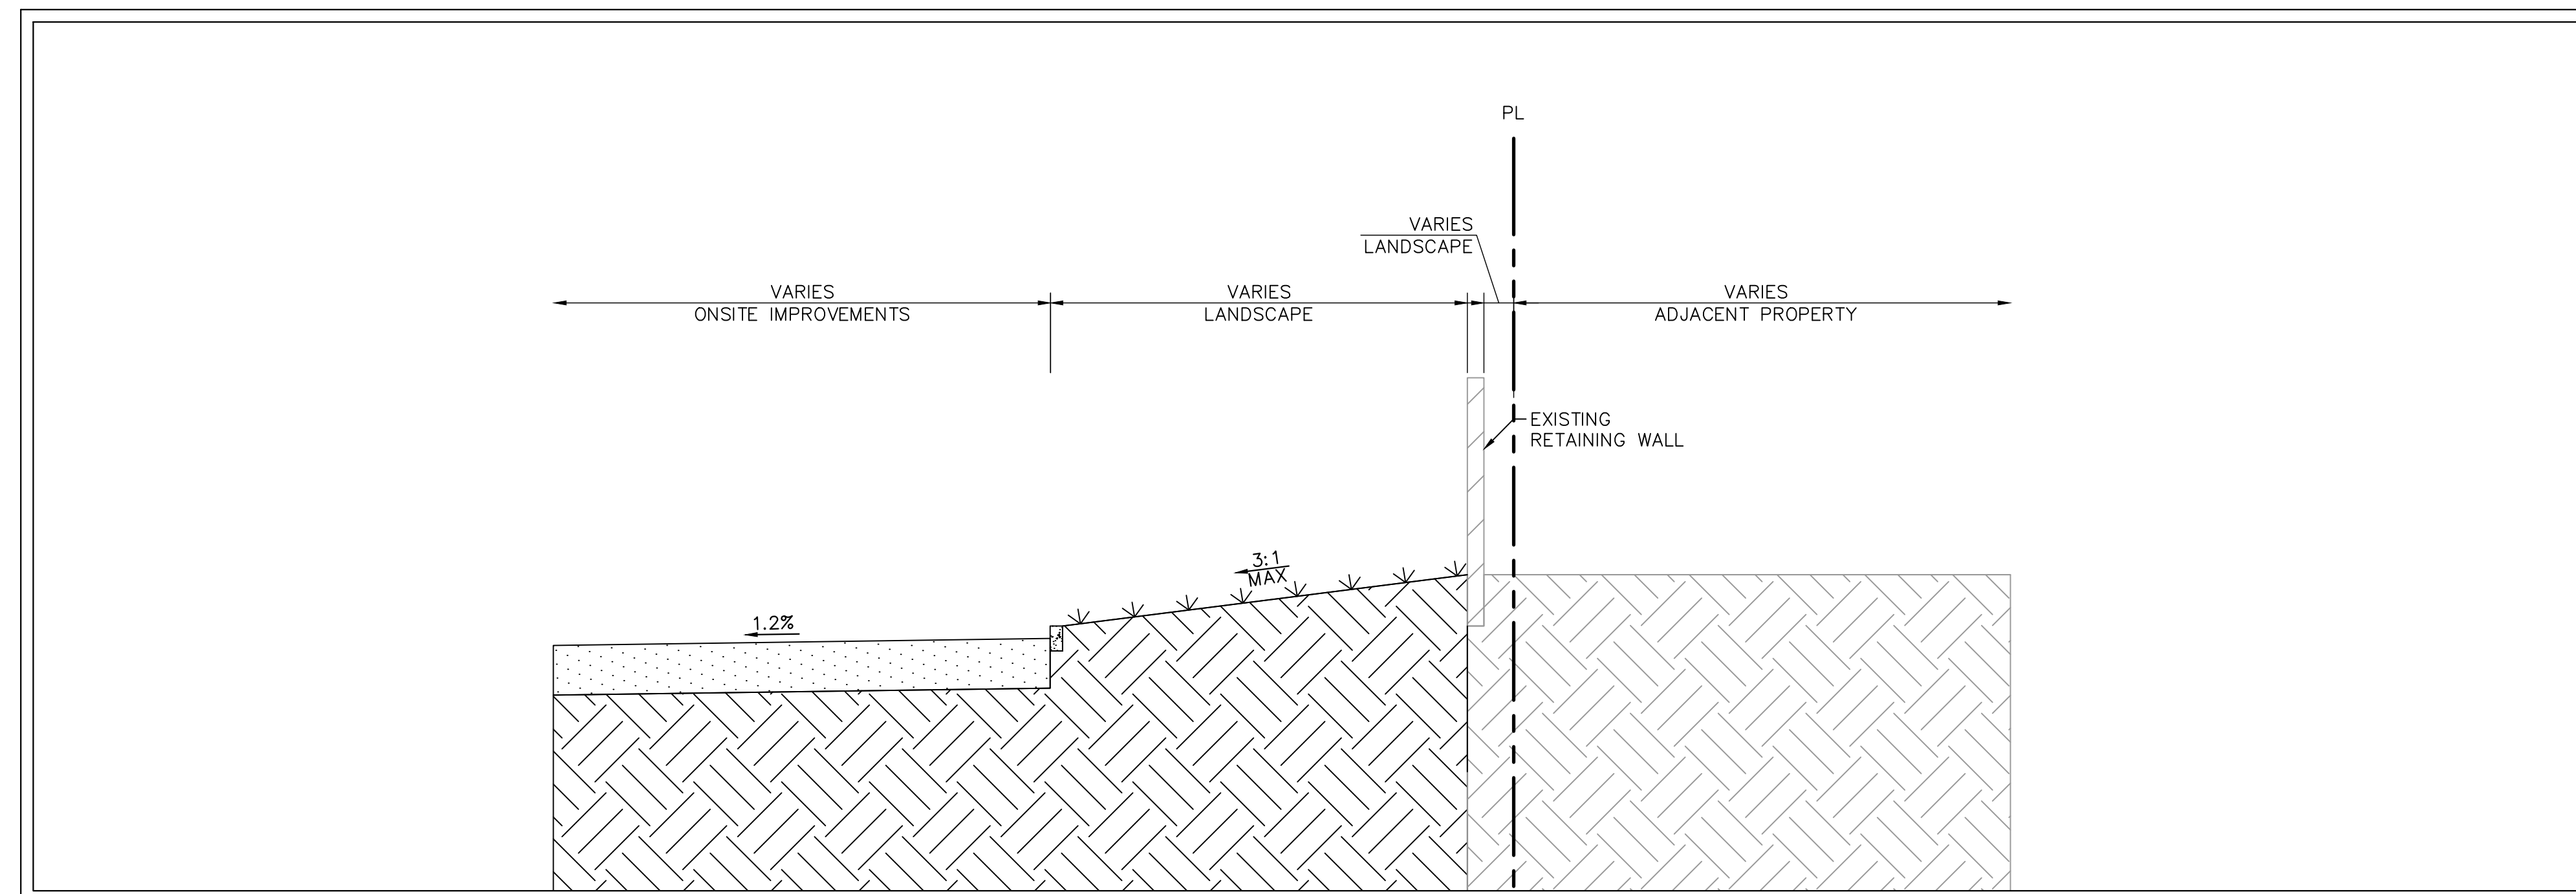 PL
VARIES
LANDSCAPE
VARIES
ONSITE IMPROVEMENTS
VARIES
LANDSCAPE
VARIES
ADJACENT PROPERTY
EXISTING
RETAINING WALL
3:1
MAX
1.2%